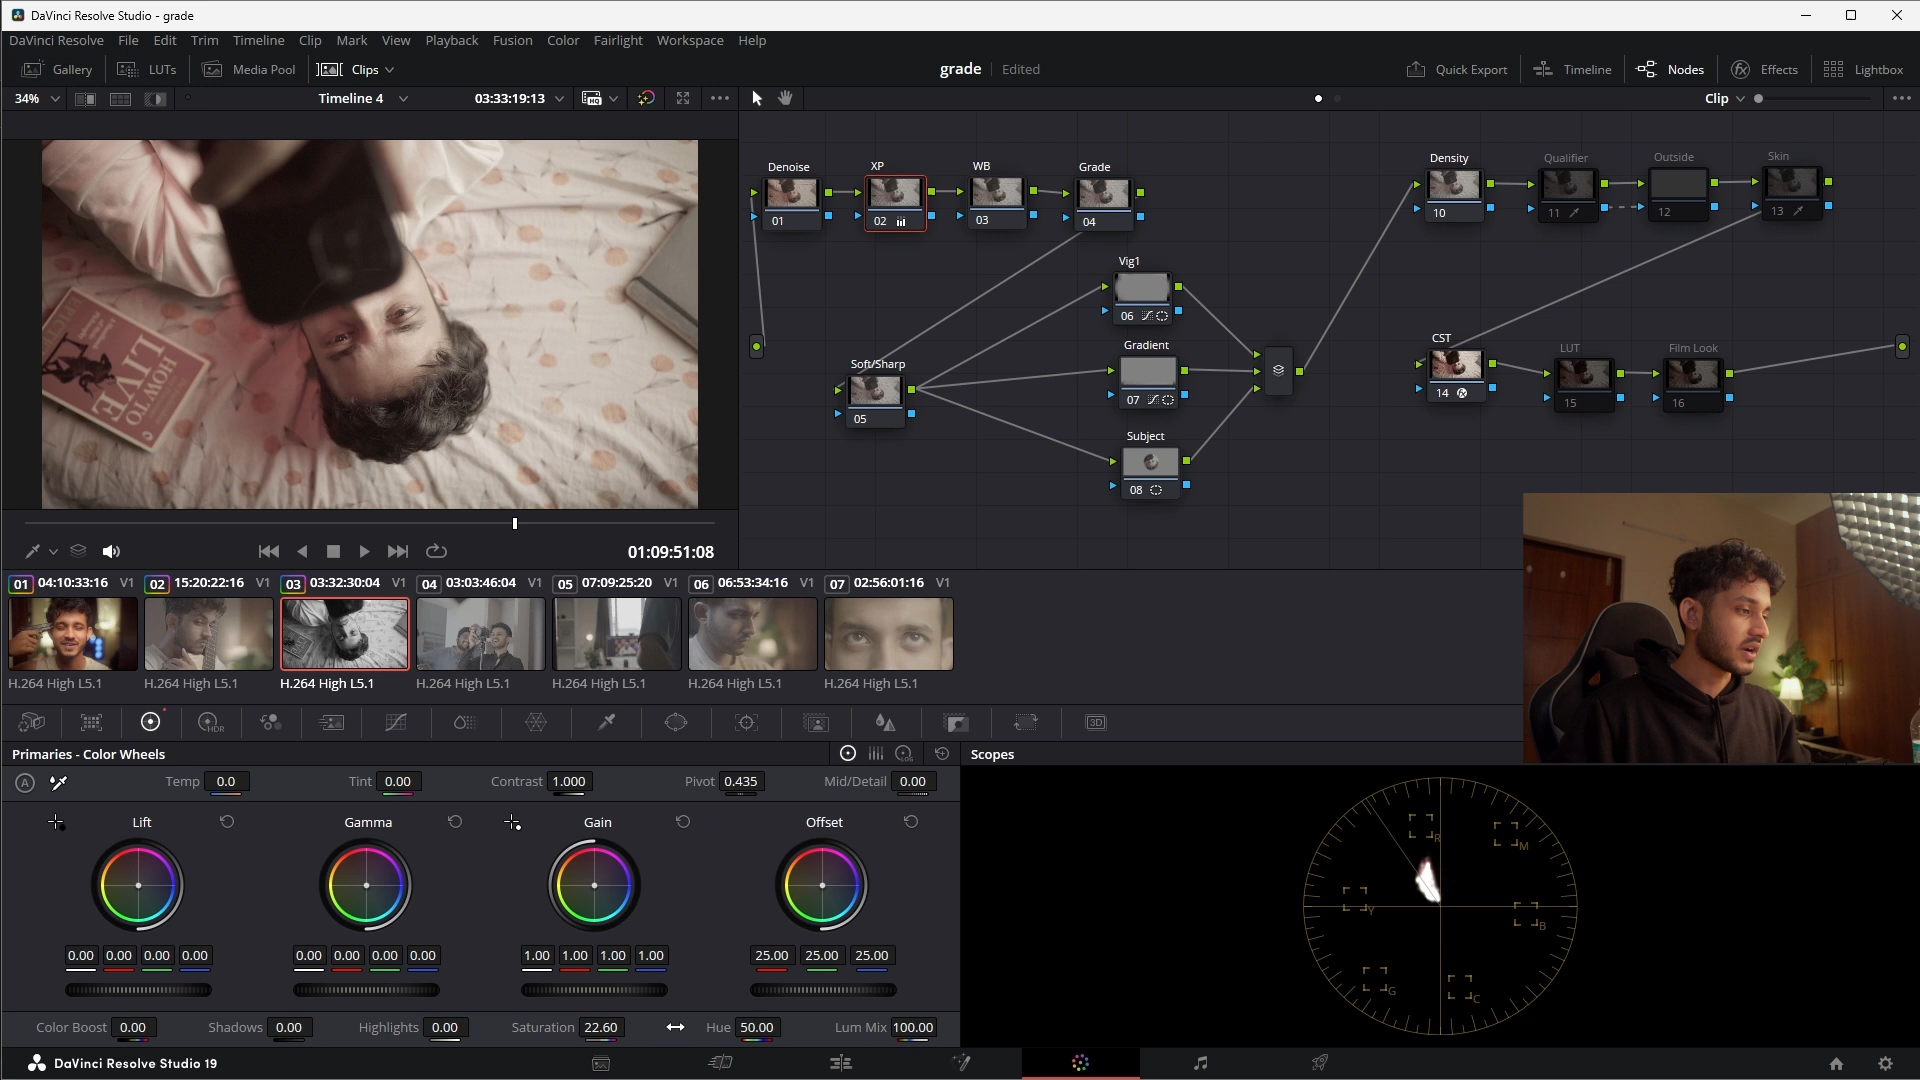 DaVinci Resolve Studio - grade
DaVinci Resolve File Edit Trim Timeline Clip Mark View Playback Fusion Color Fairlight Workspace Help
Gallery LUTs Media Pool Clips grade Edited Quick Export Timeline Nodes Effects Lightbox
34% Timeline 4 03:33:19:13 HQ Clip
Denoise XP WB Grade Density Qualifier Outside Skin
01 02 03 04 10 11 12 13
Vig1
06
Gradient
07
Subject
08
Soft/Sharp
05
CST LUT Film Look
14 15 16
HOW TO
LIVE
01:09:51:08
01 04:10:33:16 V1 02 15:20:22:16 V1 03 03:32:30:04 V1 04 03:03:46:04 V1 05 07:09:25:20 V1 06 06:53:34:16 V1 07 02:56:01:16 V1
H.264 High L5.1 H.264 High L5.1 H.264 High L5.1 H.264 High L5.1 H.264 High L5.1 H.264 High L5.1 H.264 High L5.1
HDR 3D
Primaries - Color Wheels LOG Scopes
A Temp 0.0 Tint 0.00 Contrast 1.000 Pivot 0.435 Mid/Detail 0.00
Lift Gamma Gain Offset
0.00 0.00 0.00 0.00 0.00 0.00 0.00 0.00 1.00 1.00 1.00 1.00 25.00 25.00 25.00
Color Boost 0.00 Shadows 0.00 Highlights 0.00 Saturation 22.60 Hue 50.00 Lum Mix 100.00
R
M
Y
B
G
C
DaVinci Resolve Studio 19